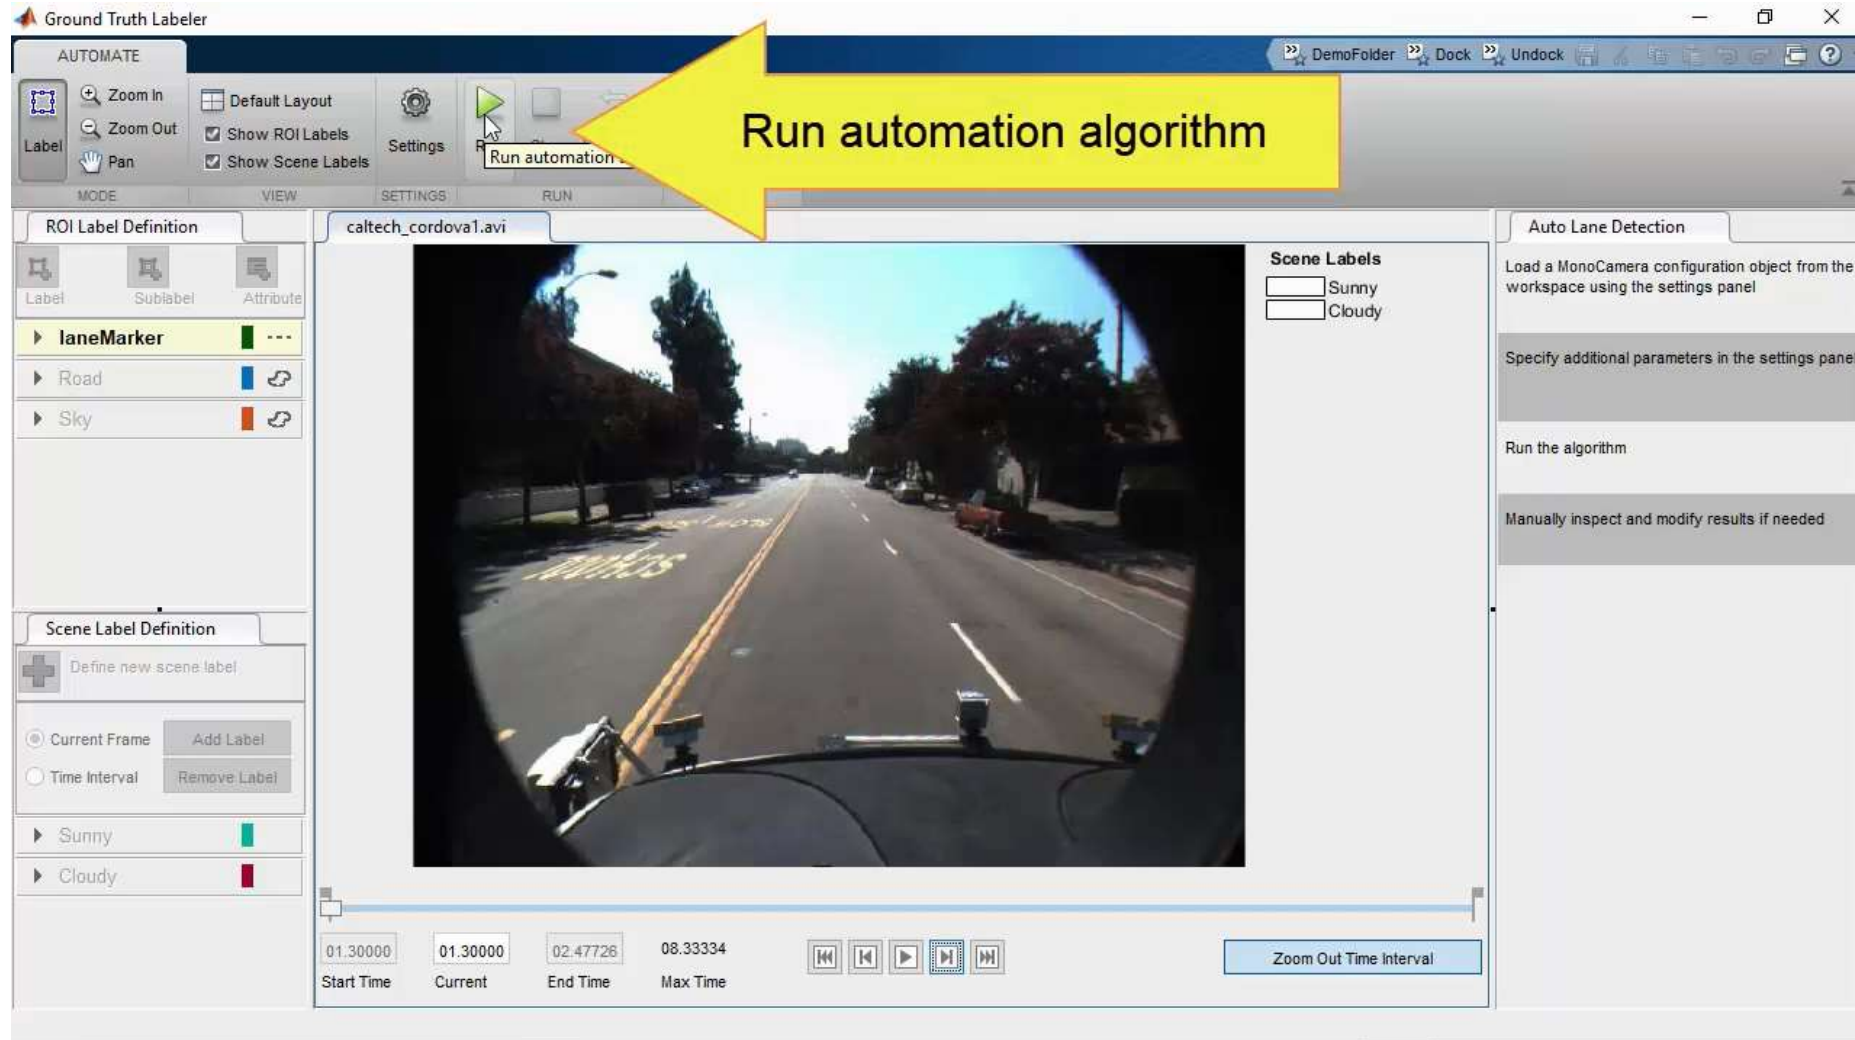 Ground Truth Labeler
AUTOMATE
DemoFolder
Dock
Undock
Label
Zoom In
Zoom Out
Pan
Default Layout
Show ROI Labels
Show Scene Labels
Settings
Run automation
Run automation algorithm
MODE
VIEW
SETTINGS
RUN
ROI Label Definition
Label
Sublabel
Attribute
laneMarker
Road
Sky
Scene Label Definition
Define new scene label
Current Frame
Add Label
Time Interval
Remove Label
Sunny
Cloudy
caltech_cordova1.avi
Scene Labels
Sunny
Cloudy
01.30000
01.30000
02.47726
08.33334
Start Time
Current
End Time
Max Time
Zoom Out Time Interval
Auto Lane Detection
Load a MonoCamera configuration object from the
workspace using the settings panel
Specify additional parameters in the settings pane
Run the algorithm
Manually inspect and modify results if needed